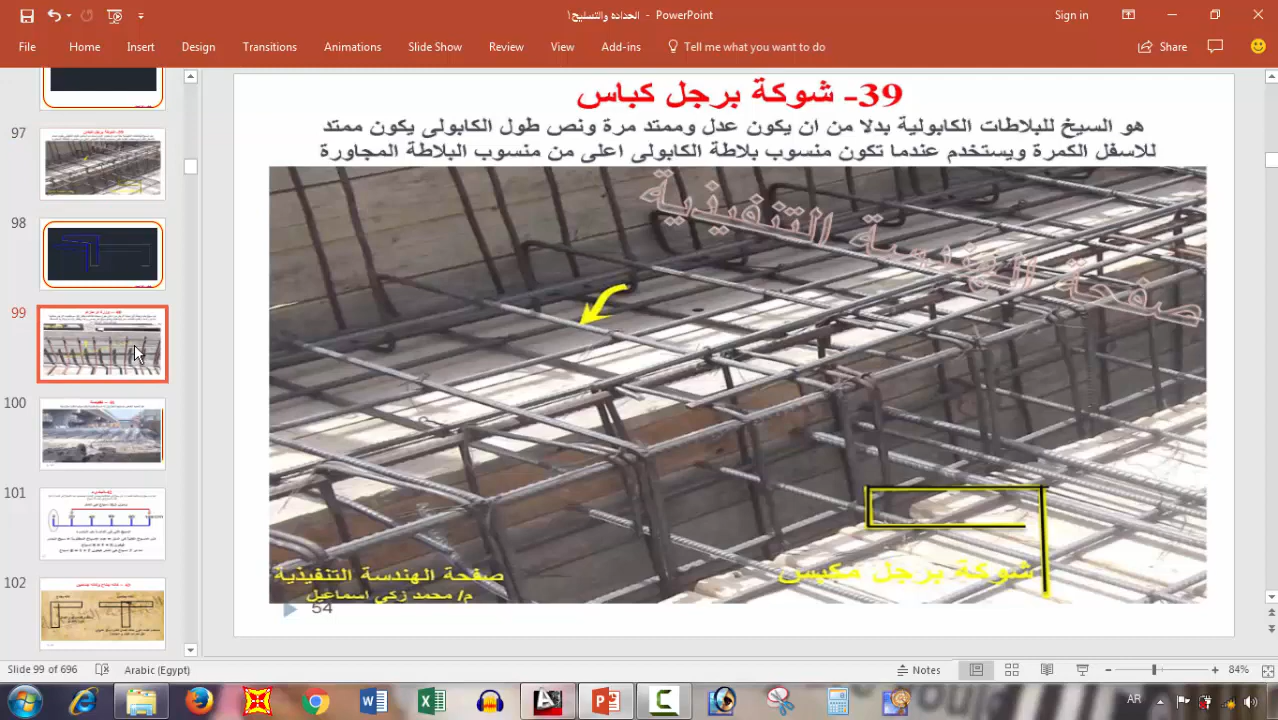 الحداده والتسليح1 - PowerPoint
Sign in
File Home Insert Design Transitions Animations Slide Show Review View Add-ins Tell me what you want to do Share
97
98
99
100
101
102
39- شوكة برجل كباس
هو السيخ للبلاطات الكابولية بدلا من ان يكون عدل وممتد مرة ونص طول الكابولى يكون ممتد
للاسفل الكمرة ويستخدم عندما تكون منسوب بلاطة الكابولى اعلى من منسوب البلاطة المجاورة
صفحة الهندسة التنفيذية
شوكة برجل مكبس
صفحة الهندسة التنفيذية
م/ محمد زكي اسماعيل
54
Slide 99 of 696 Arabic (Egypt) Notes 84%
AR